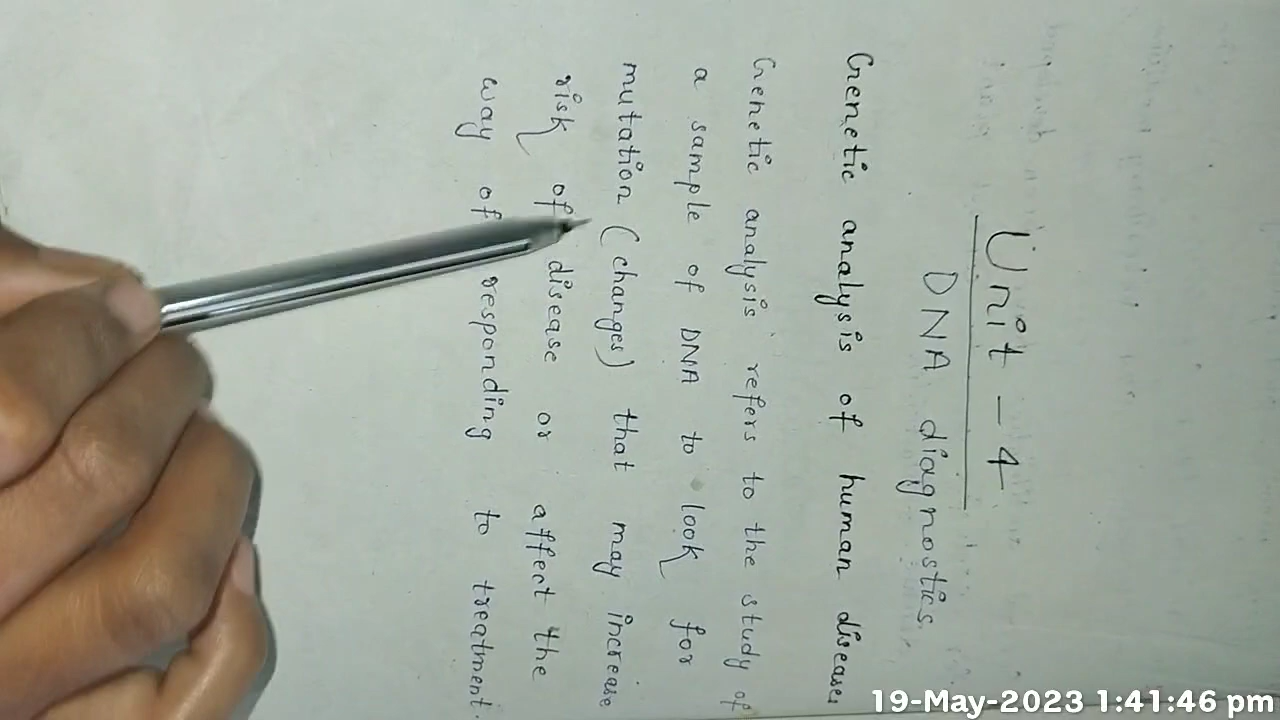 Unit - 4
DNA diagnostics,
Genetic analysis of human diseases
Genetic analysis refers to the study of
a sample of DNA to look for
mutation (changes) that may increase
risk of disease or affect the
way of responding to treatment.
19-May-2023 1:41:46 pm